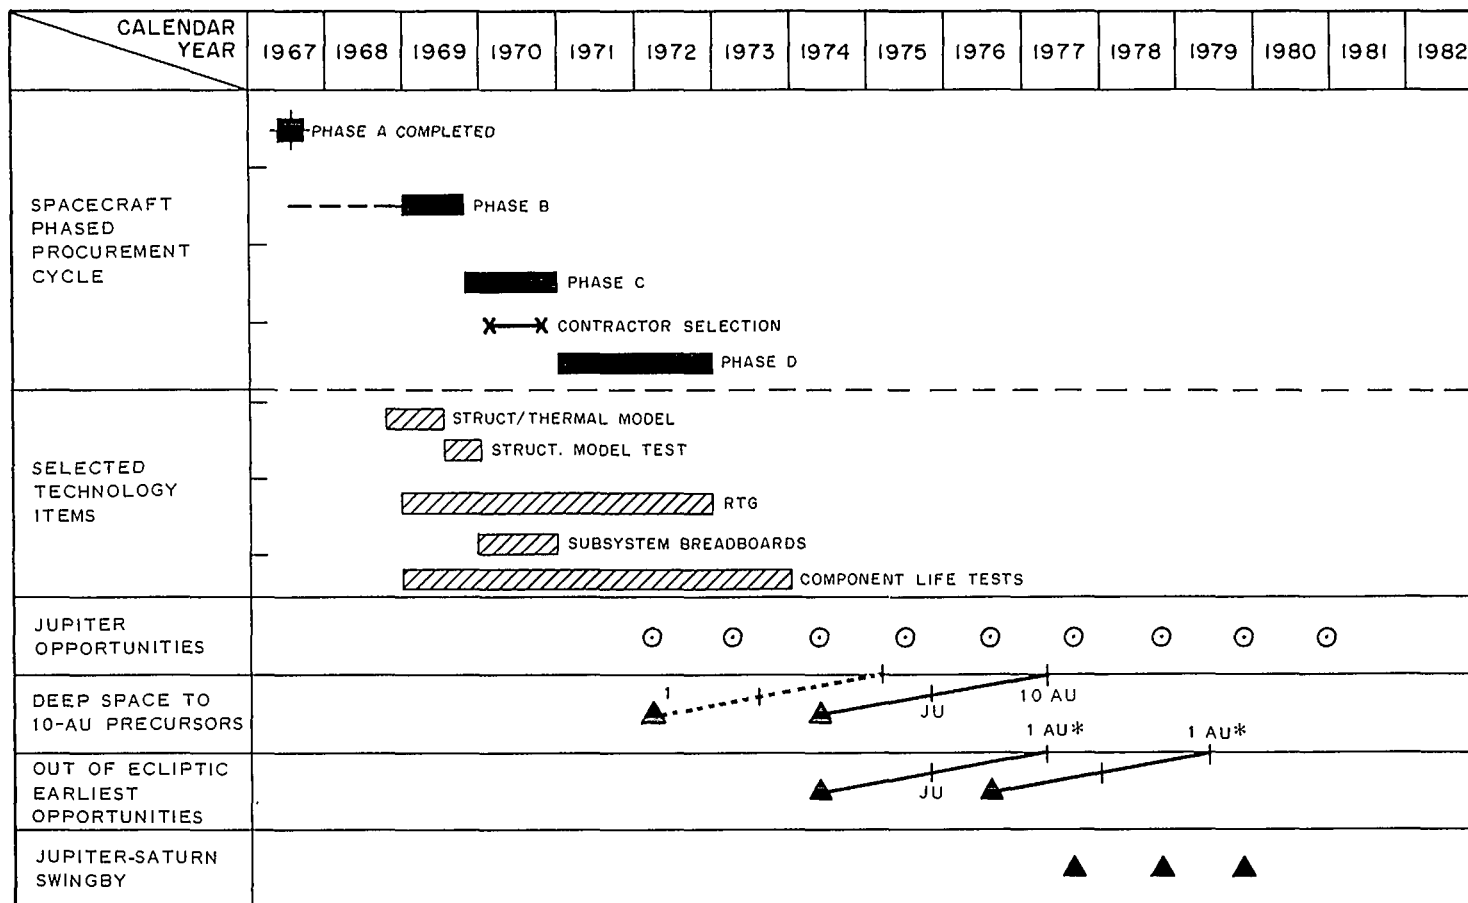 CALENDAR
YEAR
1967 1968 1969 1970 1971 1972 1973 1974 1975 1976 1977 1978 1979 1980 1981 1982
SPACECRAFT
PHASED
PROCUREMENT
CYCLE
PHASE A COMPLETED
PHASE B
PHASE C
CONTRACTOR SELECTION
PHASE D
SELECTED
TECHNOLOGY
ITEMS
STRUCT/THERMAL MODEL
STRUCT. MODEL TEST
RTG
SUBSYSTEM BREADBOARDS
COMPONENT LIFE TESTS
JUPITER
OPPORTUNITIES
DEEP SPACE TO
10-AU PRECURSORS
1
JU
10 AU
OUT OF ECLIPTIC
EARLIEST
OPPORTUNITIES
1 AU*
1 AU*
JU
JUPITER-SATURN
SWINGBY